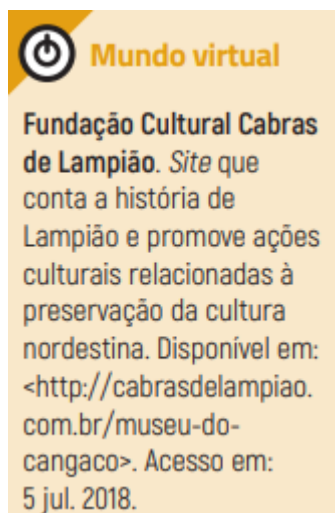 Mundo virtual
Fundação Cultural Cabras
de Lampião. Site que
conta a história de
Lampião e promove ações
culturais relacionadas à
preservação da cultura
nordestina. Disponível em:
<http://cabrasdelampiao.
com.br/museu-do-
cangaco>. Acesso em:
5 jul. 2018.